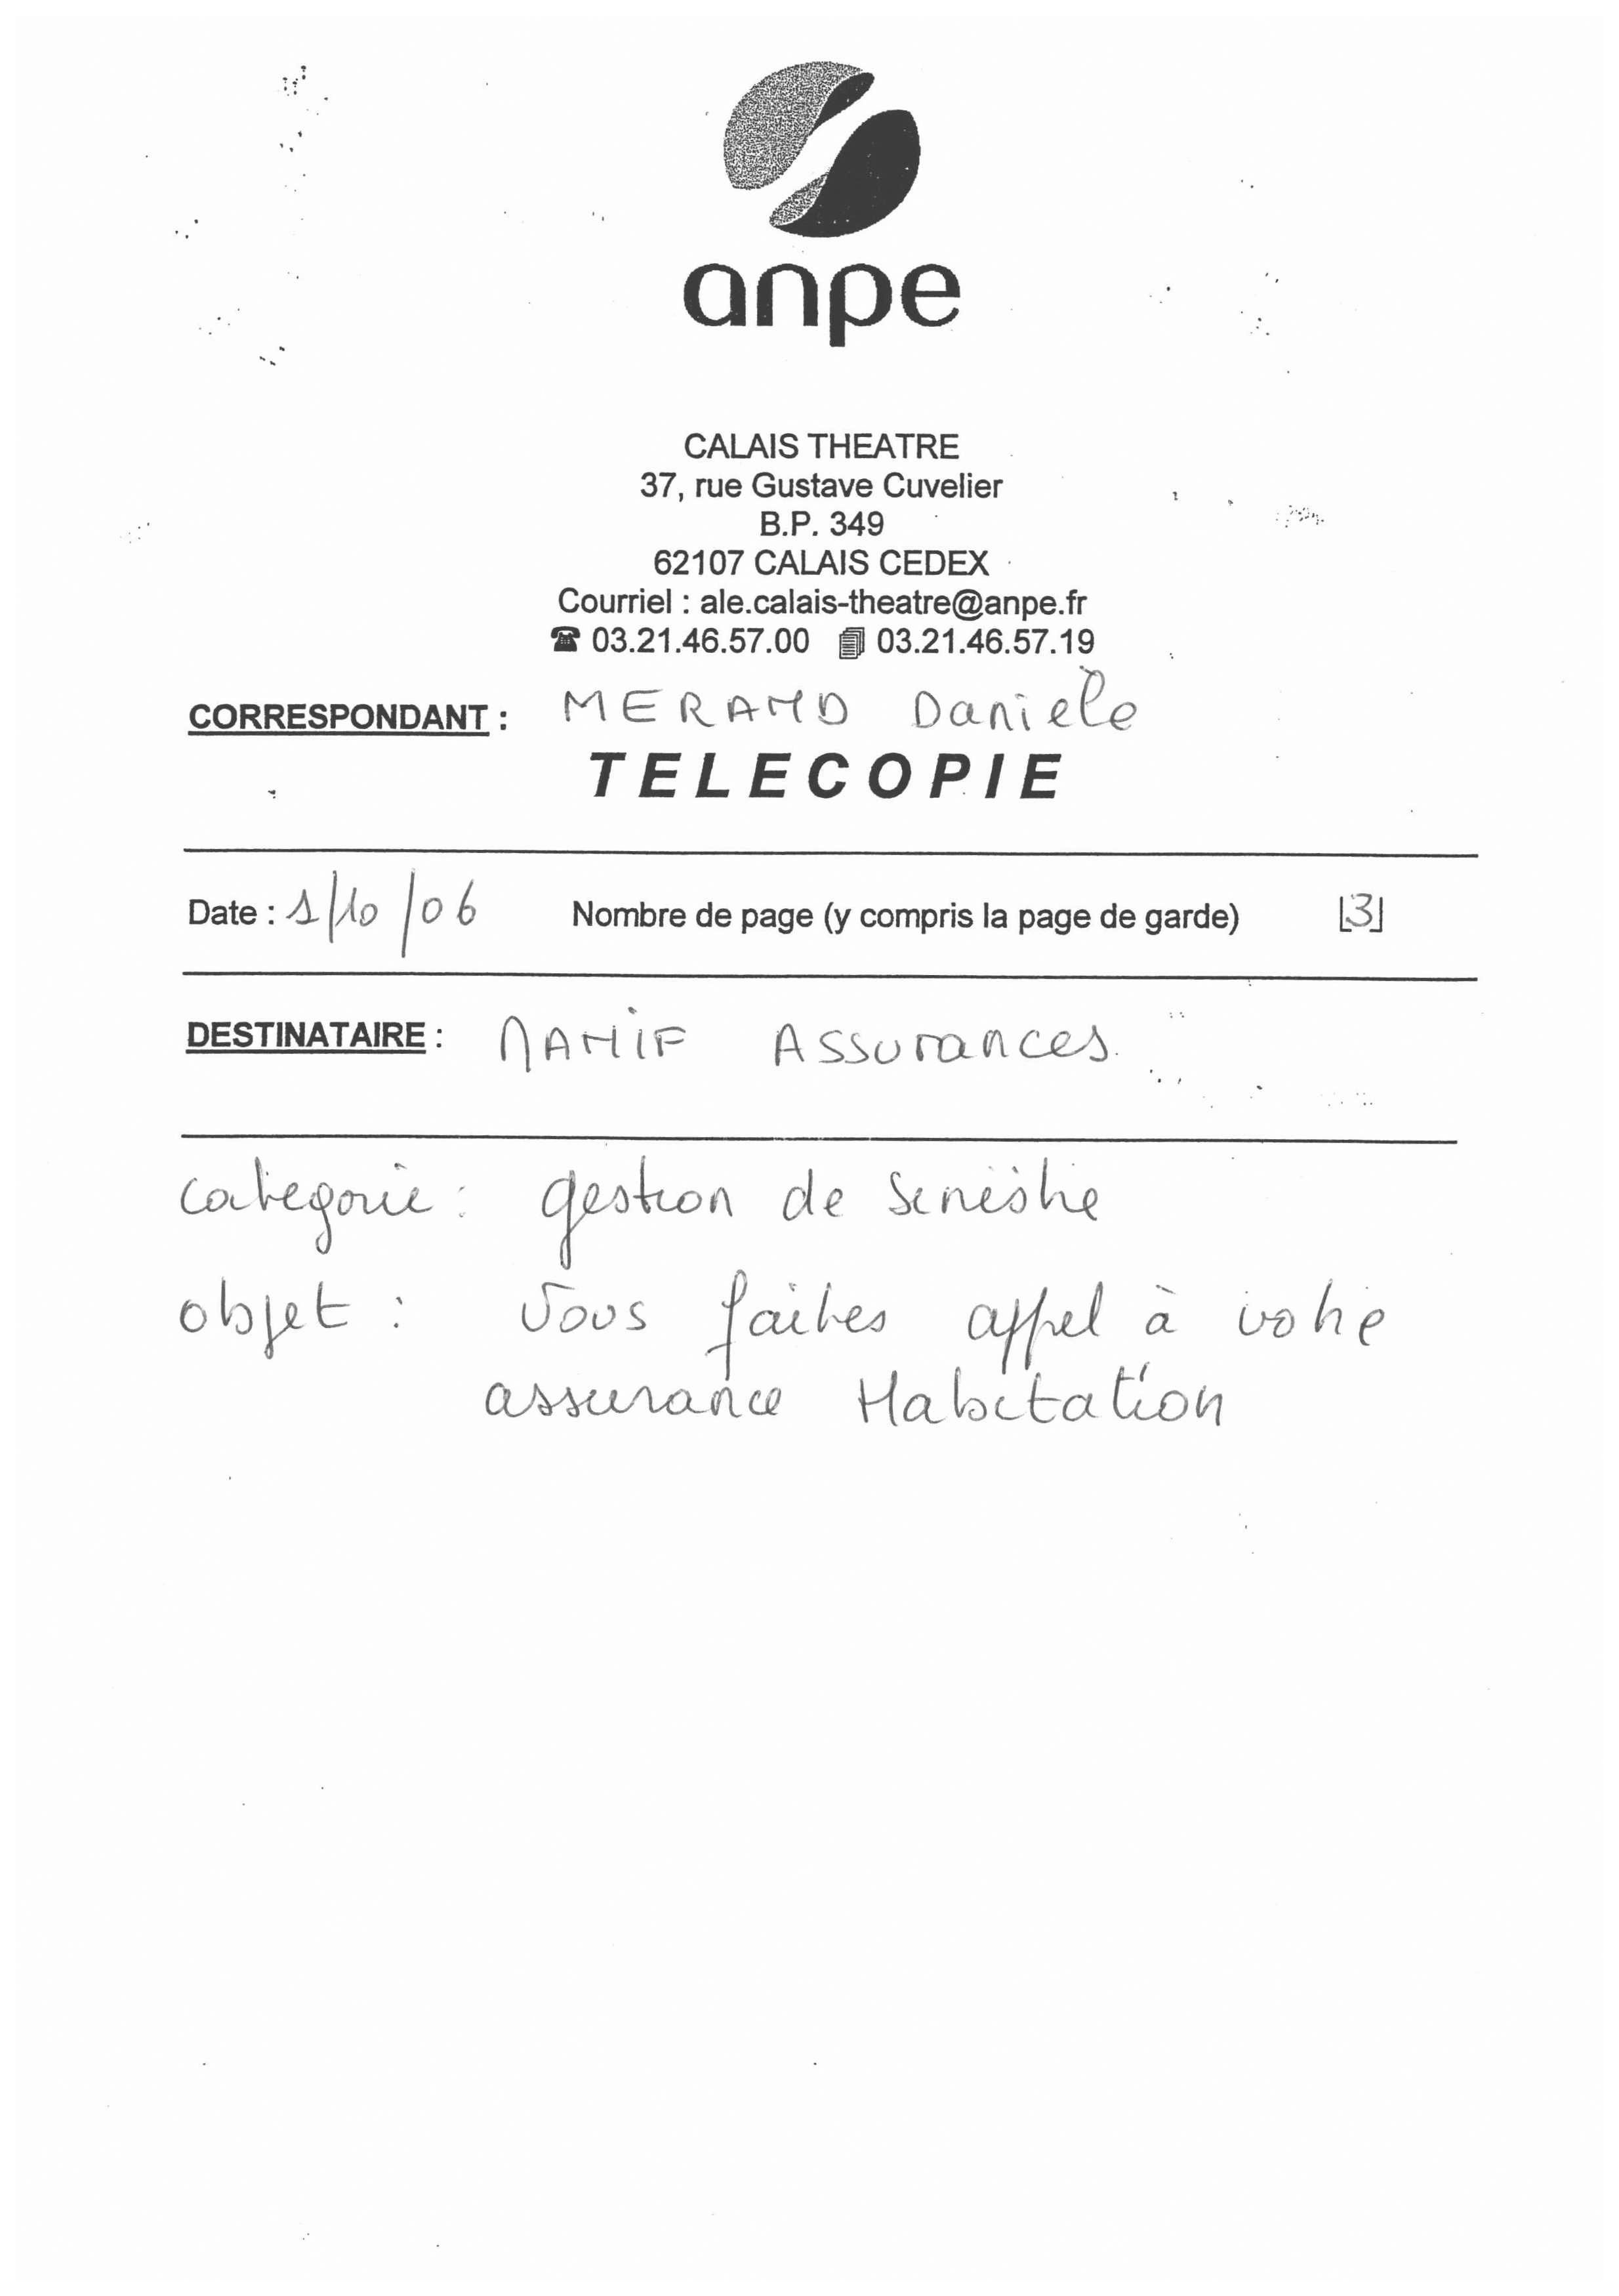 anpe
CALAIS THEATRE
37, rue Gustave Cuvelier
B.P. 349
62107 CALAIS CEDEX
Courriel : ale.calais-theatre@anpe.fr
☎ 03.21.46.57.00 03.21.46.57.19
CORRESPONDANT : MERAND Daniele
TELECOPIE
Date : 1/10/06 Nombre de page (y compris la page de garde) |3|
DESTINATAIRE : MAHIF Assurances.
categorie : gestion de sinistre
objet : Vous faites appel à votre
assurance Habitation